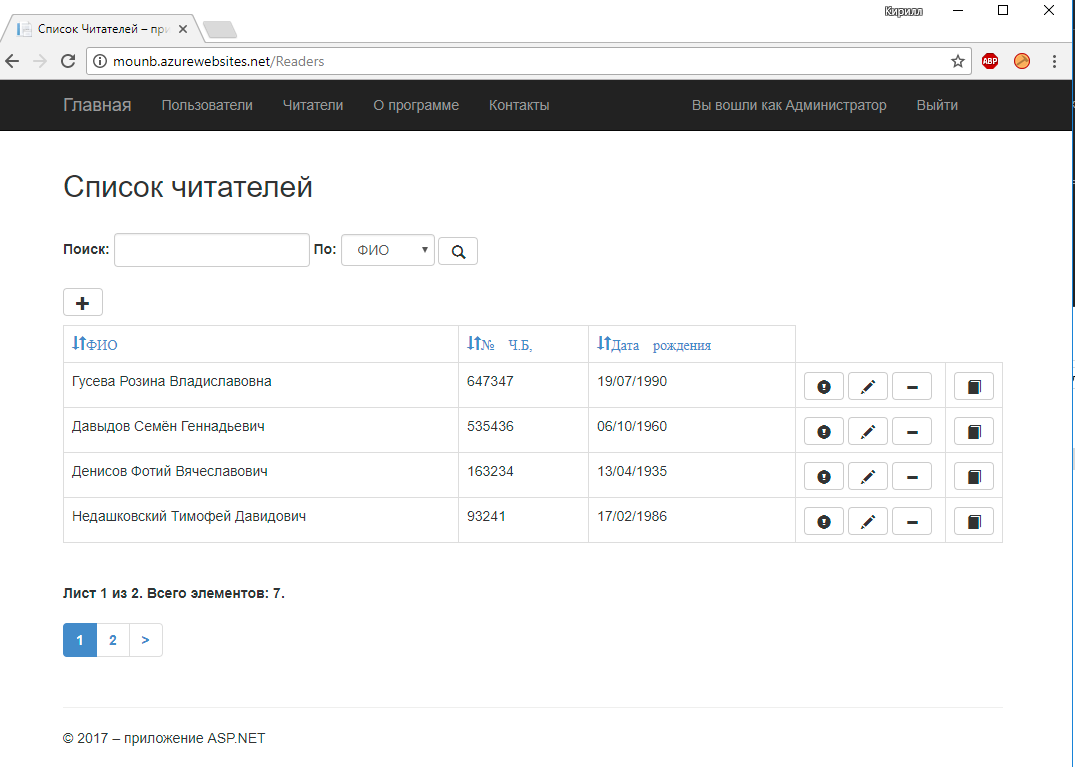 Кирилл
Список Читателей – при
mounb.azurewebsites.net/Readers
ABP
Главная Пользователи Читатели О программе Контакты Вы вошли как Администратор Выйти
Список читателей
Поиск: По: ФИО
ФИО № Ч.Б, Дата рождения
Гусева Розина Владиславовна 647347 19/07/1990
Давыдов Семён Геннадьевич 535436 06/10/1960
Денисов Фотий Вячеславович 163234 13/04/1935
Недашковский Тимофей Давидович 93241 17/02/1986
Лист 1 из 2. Всего элементов: 7.
1 2 >
© 2017 – приложение ASP.NET